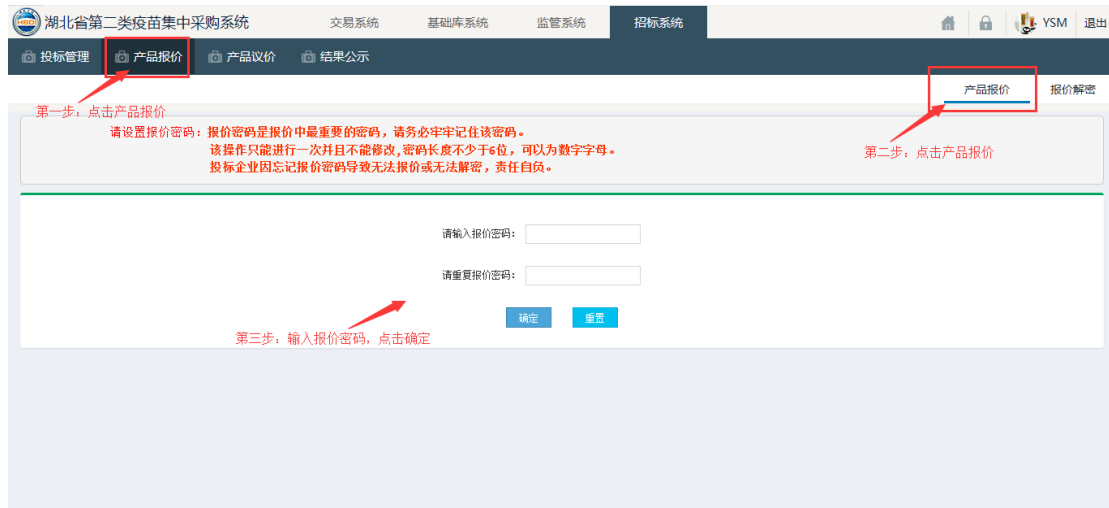 湖北省第二类疫苗集中采购系统 交易系统 基础库系统 监管系统 招标系统 YSM 退出
投标管理 产品报价 产品议价 结果公示
产品报价 报价解密
第一步：点击产品报价
请设置报价密码：报价密码是报价中最重要的密码，请务必牢牢记住该密码。
该操作只能进行一次并且不能修改,密码长度不少于6位，可以为数字字母。
投标企业因忘记报价密码导致无法报价或无法解密，责任自负。
第二步：点击产品报价
请输入报价密码：
请重复报价密码：
确定 重置
第三步：输入报价密码，点击确定